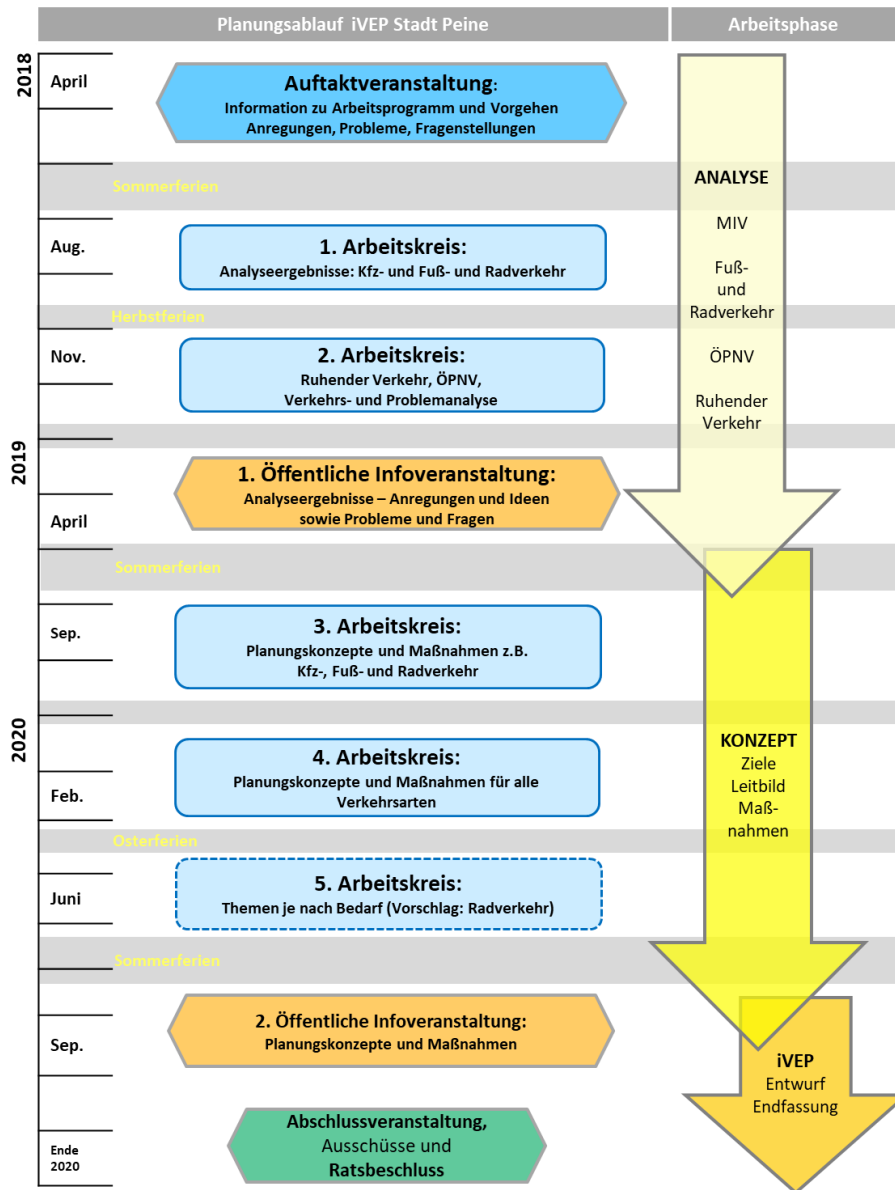 Planungsablauf iVEP Stadt Peine
Arbeitsphase
2018
April
Auftaktveranstaltung:
Information zu Arbeitsprogramm und Vorgehen
Anregungen, Probleme, Fragenstellungen
Sommerferien
Aug.
1. Arbeitskreis:
Analyseergebnisse: Kfz- und Fuß- und Radverkehr
Herbstferien
Nov.
2. Arbeitskreis:
Ruhender Verkehr, ÖPNV,
Verkehrs- und Problemanalyse
2019
1. Öffentliche Infoveranstaltung:
Analyseergebnisse – Anregungen und Ideen
sowie Probleme und Fragen
April
Sommerferien
Sep.
3. Arbeitskreis:
Planungskonzepte und Maßnahmen z.B.
Kfz-, Fuß- und Radverkehr
2020
4. Arbeitskreis:
Planungskonzepte und Maßnahmen für alle
Verkehrsarten
Feb.
Osterferien
Juni
5. Arbeitskreis:
Themen je nach Bedarf (Vorschlag: Radverkehr)
Sommerferien
Sep.
2. Öffentliche Infoveranstaltung:
Planungskonzepte und Maßnahmen
Ende
2020
Abschlussveranstaltung,
Ausschüsse und
Ratsbeschluss
ANALYSE
MIV
Fuß-
und
Radverkehr
ÖPNV
Ruhender
Verkehr
KONZEPT
Ziele
Leitbild
Maß-
nahmen
iVEP
Entwurf
Endfassung